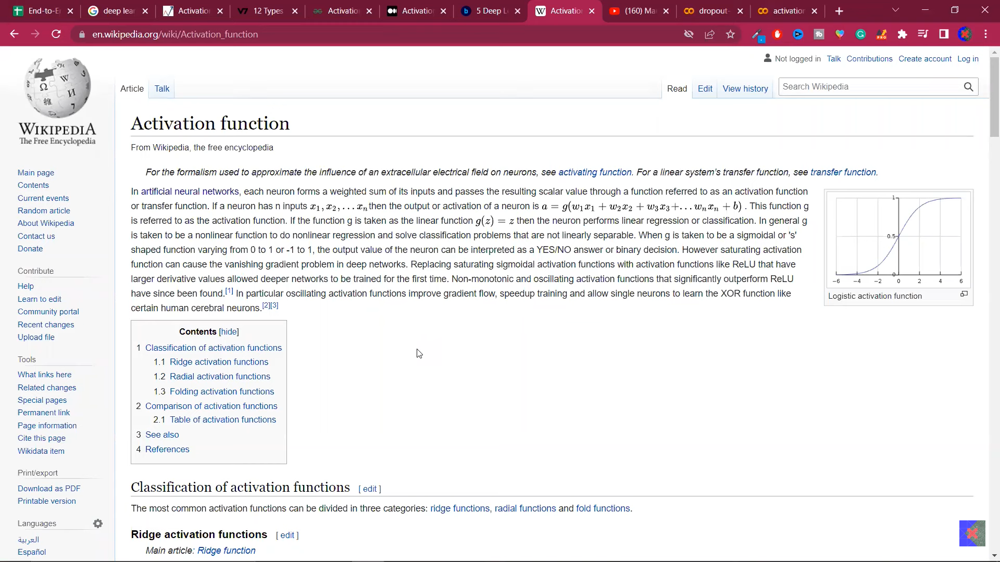 End-to-E
deep lea
Activatio
12 Types
Activatio
Activatio
5 Deep L
Activatio
(160) Ma
dropout-
activation
en.wikipedia.org/wiki/Activation_function
Not logged in Talk Contributions Create account Log in
Article Talk
Read Edit View history Search Wikipedia
WIKIPEDIA
The Free Encyclopedia
Main page
Contents
Current events
Random article
About Wikipedia
Contact us
Donate
Contribute
Help
Learn to edit
Community portal
Recent changes
Upload file
Tools
What links here
Related changes
Special pages
Permanent link
Page information
Cite this page
Wikidata item
Print/export
Download as PDF
Printable version
Languages
العربية
Español
Activation function
From Wikipedia, the free encyclopedia
For the formalism used to approximate the influence of an extracellular electrical field on neurons, see activating function. For a linear system's transfer function, see transfer function.
In artificial neural networks, each neuron forms a weighted sum of its inputs and passes the resulting scalar value through a function referred to as an activation function
or transfer function. If a neuron has n inputs x₁, x₂, … xₙ then the output or activation of a neuron is a = g(w₁x₁ + w₂x₂ + w₃x₃+… wₙxₙ + b) . This function g
is referred to as the activation function. If the function g is taken as the linear function g(z) = z then the neuron performs linear regression or classification. In general g
is taken to be a nonlinear function to do nonlinear regression and solve classification problems that are not linearly separable. When g is taken to be a sigmoidal or 's'
shaped function varying from 0 to 1 or -1 to 1, the output value of the neuron can be interpreted as a YES/NO answer or binary decision. However saturating activation
function can cause the vanishing gradient problem in deep networks. Replacing saturating sigmoidal activation functions with activation functions like ReLU that have
larger derivative values allowed deeper networks to be trained for the first time. Non-monotonic and oscillating activation functions that significantly outperform ReLU
have since been found.[1] In particular oscillating activation functions improve gradient flow, speedup training and allow single neurons to learn the XOR function like
certain human cerebral neurons.[2][3]
1
0.5
0
-6 -4 -2 0 2 4 6
Logistic activation function
Contents [hide]
1 Classification of activation functions
1.1 Ridge activation functions
1.2 Radial activation functions
1.3 Folding activation functions
2 Comparison of activation functions
2.1 Table of activation functions
3 See also
4 References
Classification of activation functions [ edit ]
The most common activation functions can be divided in three categories: ridge functions, radial functions and fold functions.
Ridge activation functions [ edit ]
Main article: Ridge function